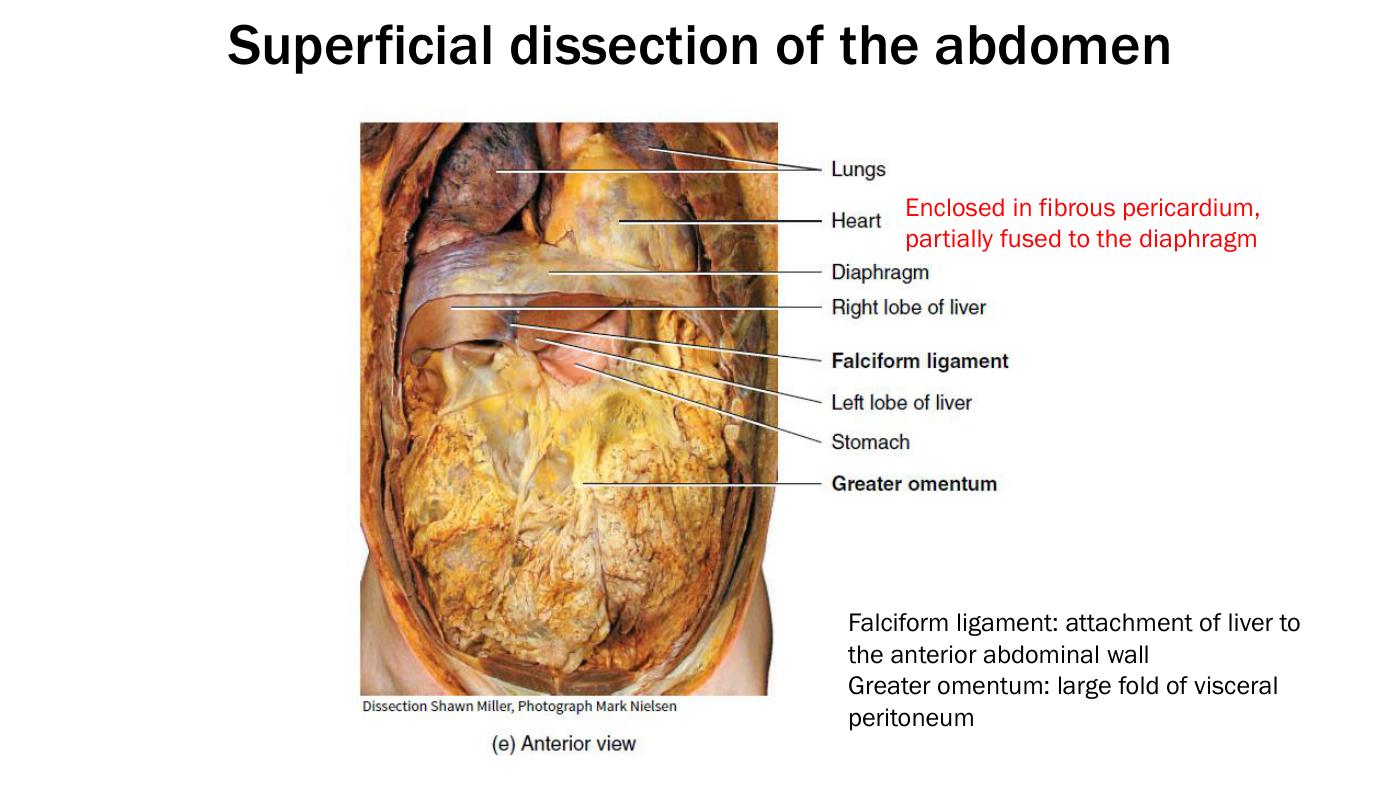 Superficial dissection of the abdomen
Lungs
Heart
Enclosed in fibrous pericardium,
partially fused to the diaphragm
Diaphragm
Right lobe of liver
Falciform ligament
Left lobe of liver
Stomach
Greater omentum
Falciform ligament: attachment of liver to
the anterior abdominal wall
Greater omentum: large fold of visceral
peritoneum
Dissection Shawn Miller, Photograph Mark Nielsen
(e) Anterior view